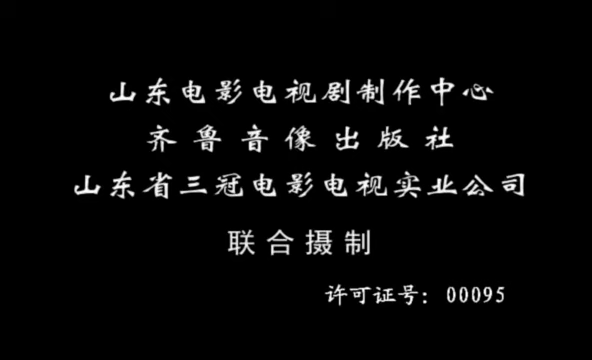 山东电影电视剧制作中心
齐鲁音像出版社
山东省三冠电影电视实业公司
联合摄制
许可证号：00095